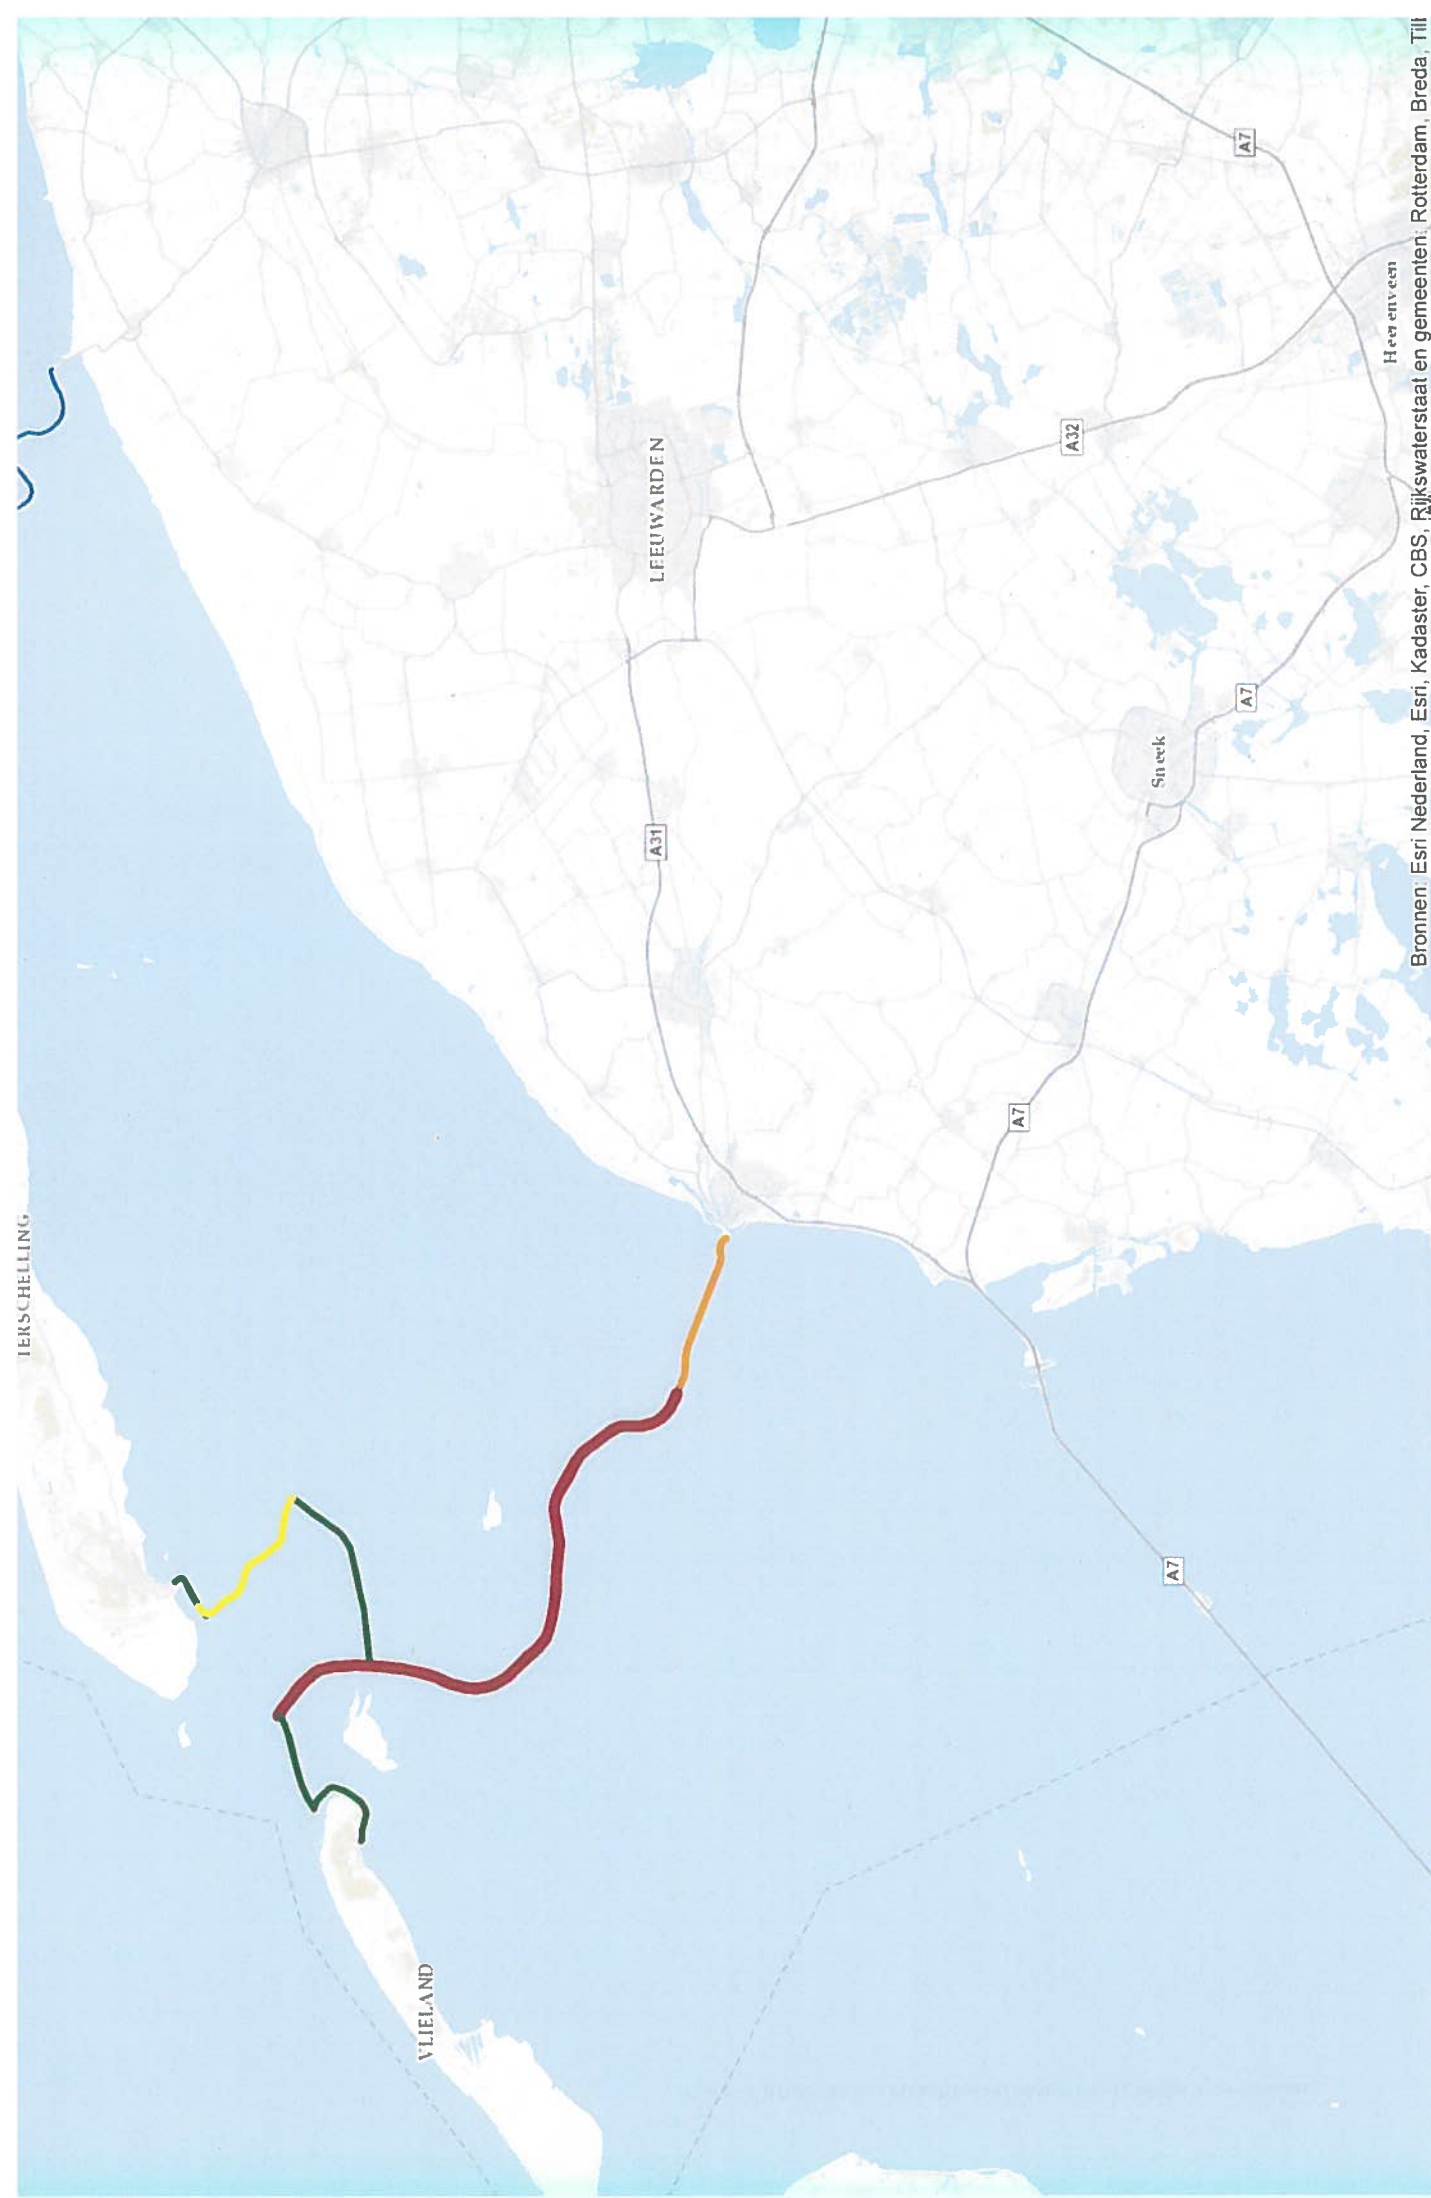 TERSCHELLING
VLIELAND
LEEUWARDEN
A31
A32
A7
A7
A7
A7
Sneek
Heerenveen
Bronnen: Esri Nederland, Esri, Kadaster, CBS, Rijkswaterstaat en gemeenten: Rotterdam, Breda,